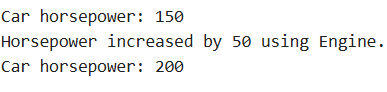 Car horsepower: 150
Horsepower increased by 50 using Engine.
Car horsepower: 200